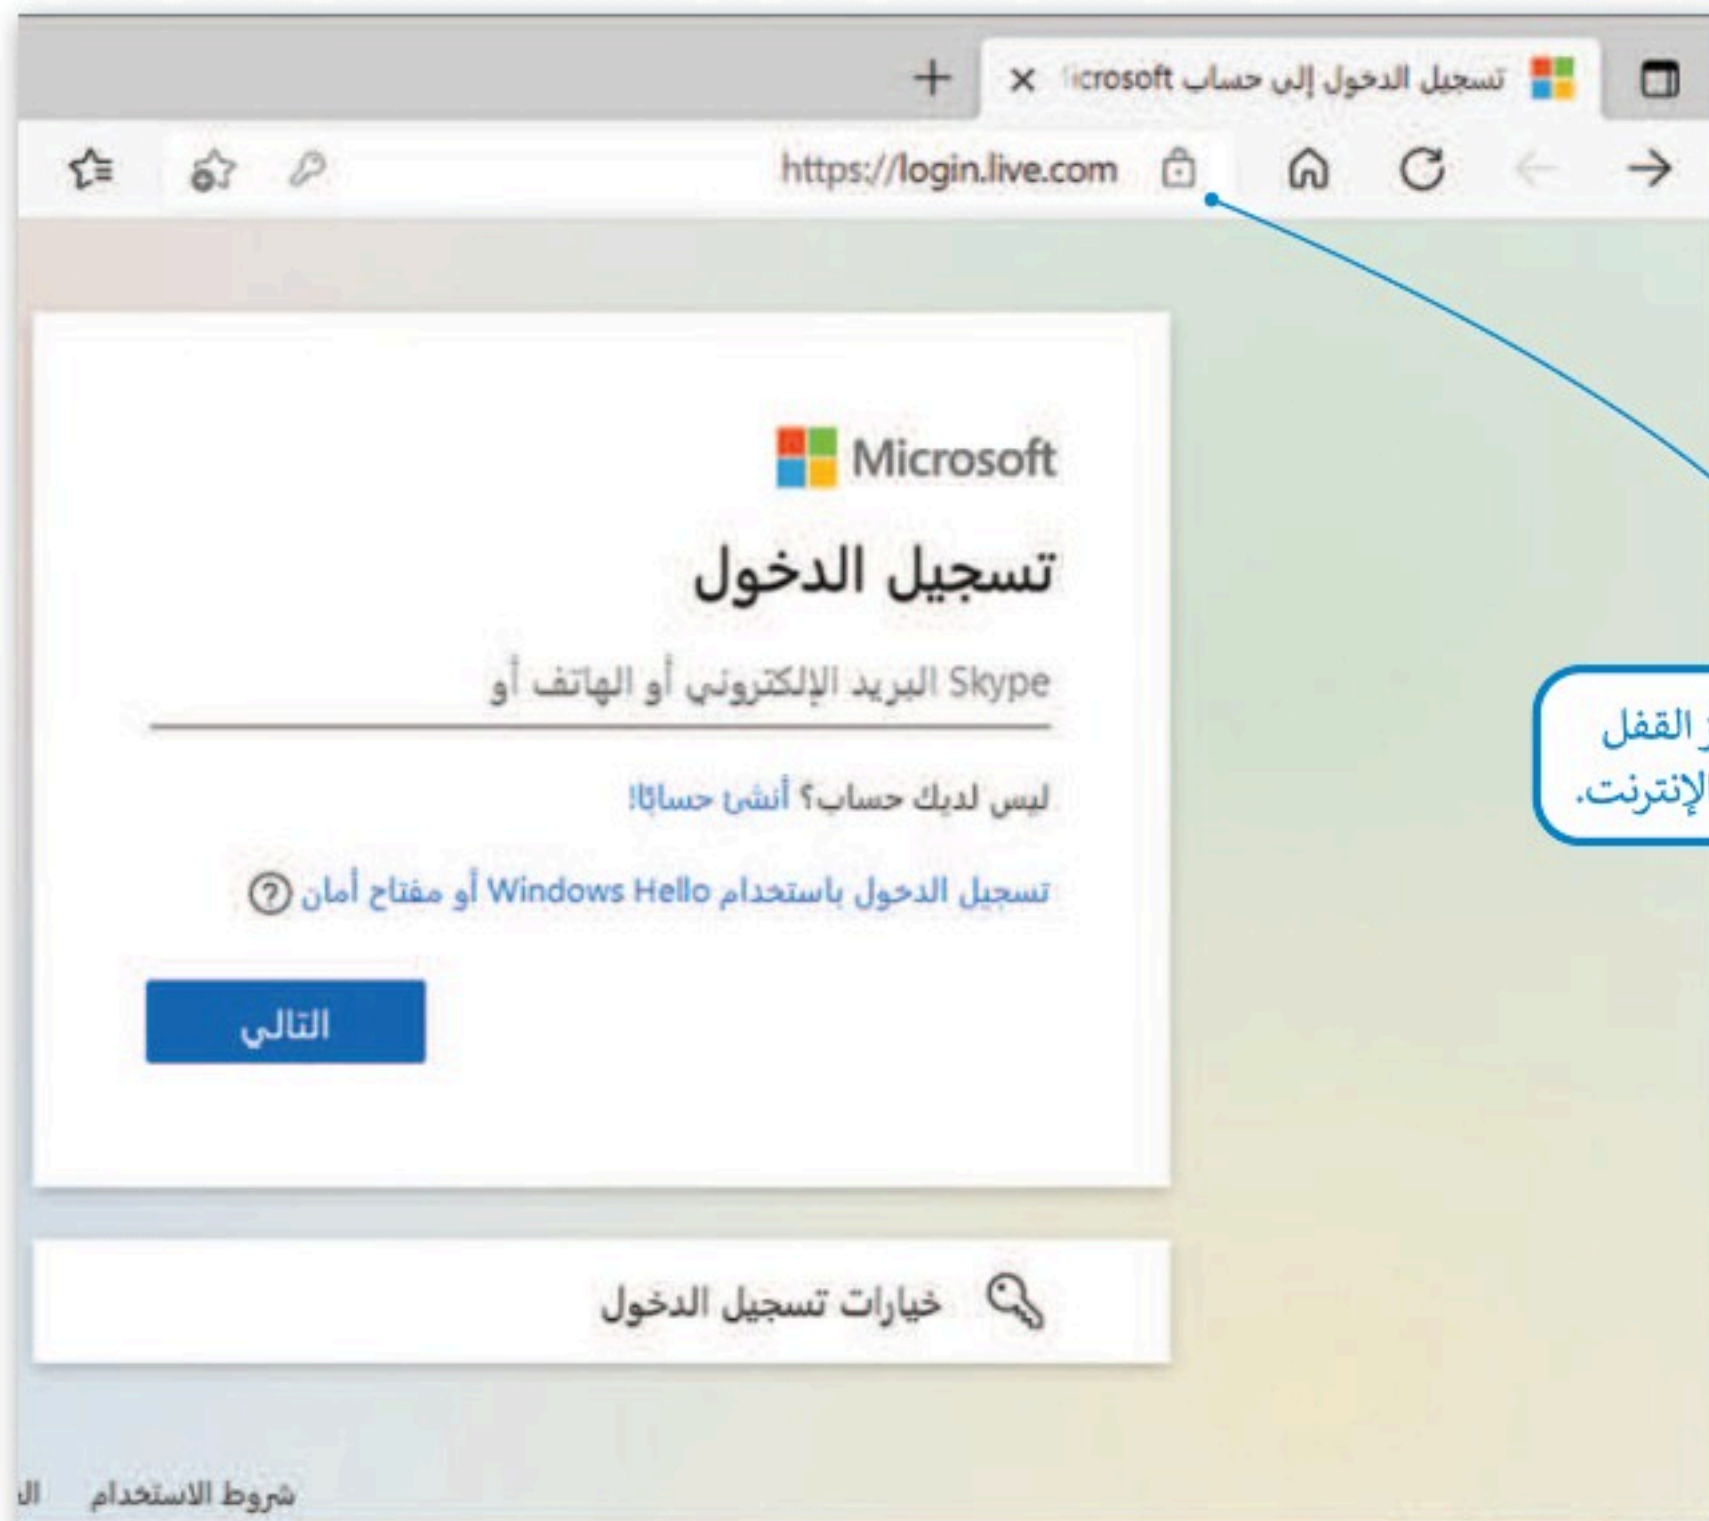 تسجيل الدخول إلى حساب icrosoft
https://login.live.com
Microsoft
تسجيل الدخول
Skype البريد الإلكتروني أو الهاتف أو
ليس لديك حساب؟ أنشئ حسابًا!
تسجيل الدخول باستخدام Windows Hello أو مفتاح أمان
التالي
خيارات تسجيل الدخول
القفل
الإنترنت.
شروط الاستخدام